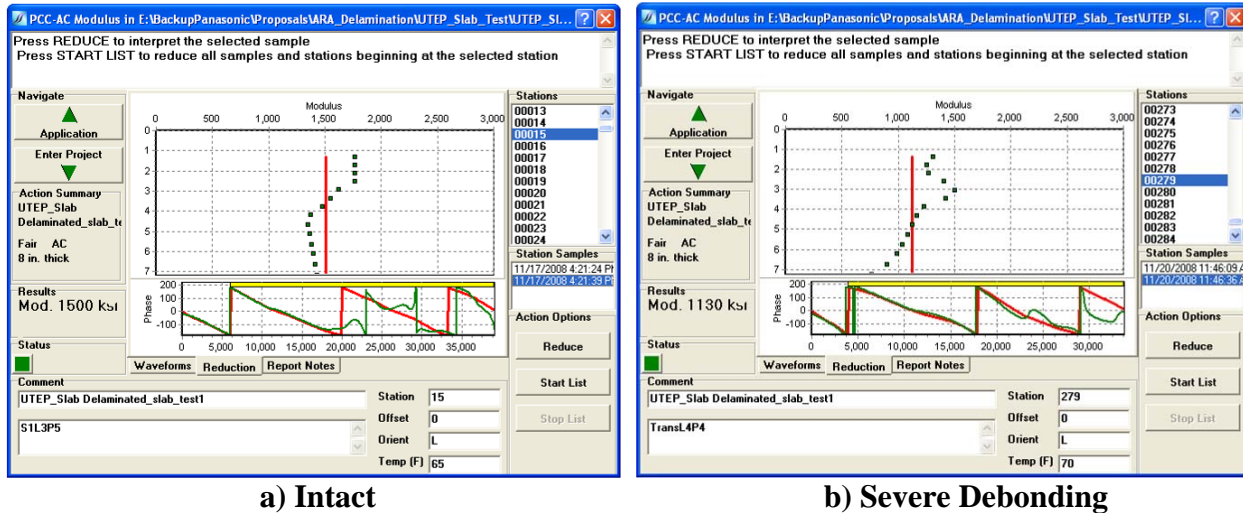 PCC-AC Modulus in E:\BackupPanasonic\Proposals\ARA_Delamination\UTEP_Slab_Test\UTEP_Sl...
Press REDUCE to interpret the selected sample
Press START LIST to reduce all samples and stations beginning at the selected station
Navigate
Application
Enter Project
Action Summary
UTEP_Slab
Delaminated_slab_te
Fair AC
8 in. thick
Results
Mod. 1500 ksi
Status
Modulus
0 500 1,000 1,500 2,000 2,500 3,000
0
1
2
3
4
5
6
7
Phase
200
100
0
-100
0 5,000 10,000 15,000 20,000 25,000 30,000 35,000
Waveforms Reduction Report Notes
Stations
00013
00014
00015
00016
00017
00018
00019
00020
00021
00022
00023
00024
Station Samples
11/17/2008 4:21:24 P
11/17/2008 4:21:39 P
Action Options
Reduce
Start List
Stop List
Comment
UTEP_Slab Delaminated_slab_test1
S1L3P5
Station 15
Offset 0
Orient L
Temp (F) 65
a) Intact
PCC-AC Modulus in E:\BackupPanasonic\Proposals\ARA_Delamination\UTEP_Slab_Test\UTEP_Sl...
Press REDUCE to interpret the selected sample
Press START LIST to reduce all samples and stations beginning at the selected station
Navigate
Application
Enter Project
Action Summary
UTEP_Slab
Delaminated_slab_te
Fair AC
8 in. thick
Results
Mod. 1130 ksi
Status
Modulus
0 500 1,000 1,500 2,000 2,500 3,000
0
1
2
3
4
5
6
7
Phase
200
100
0
-100
0 5,000 10,000 15,000 20,000 25,000 30,000
Waveforms Reduction Report Notes
Stations
00273
00274
00275
00276
00277
00278
00279
00280
00281
00282
00283
00284
Station Samples
11/20/2008 11:46:09 A
11/20/2008 11:46:36 A
Action Options
Reduce
Start List
Stop List
Comment
UTEP_Slab Delaminated_slab_test1
TransL4P4
Station 279
Offset 0
Orient L
Temp (F) 70
b) Severe Debonding